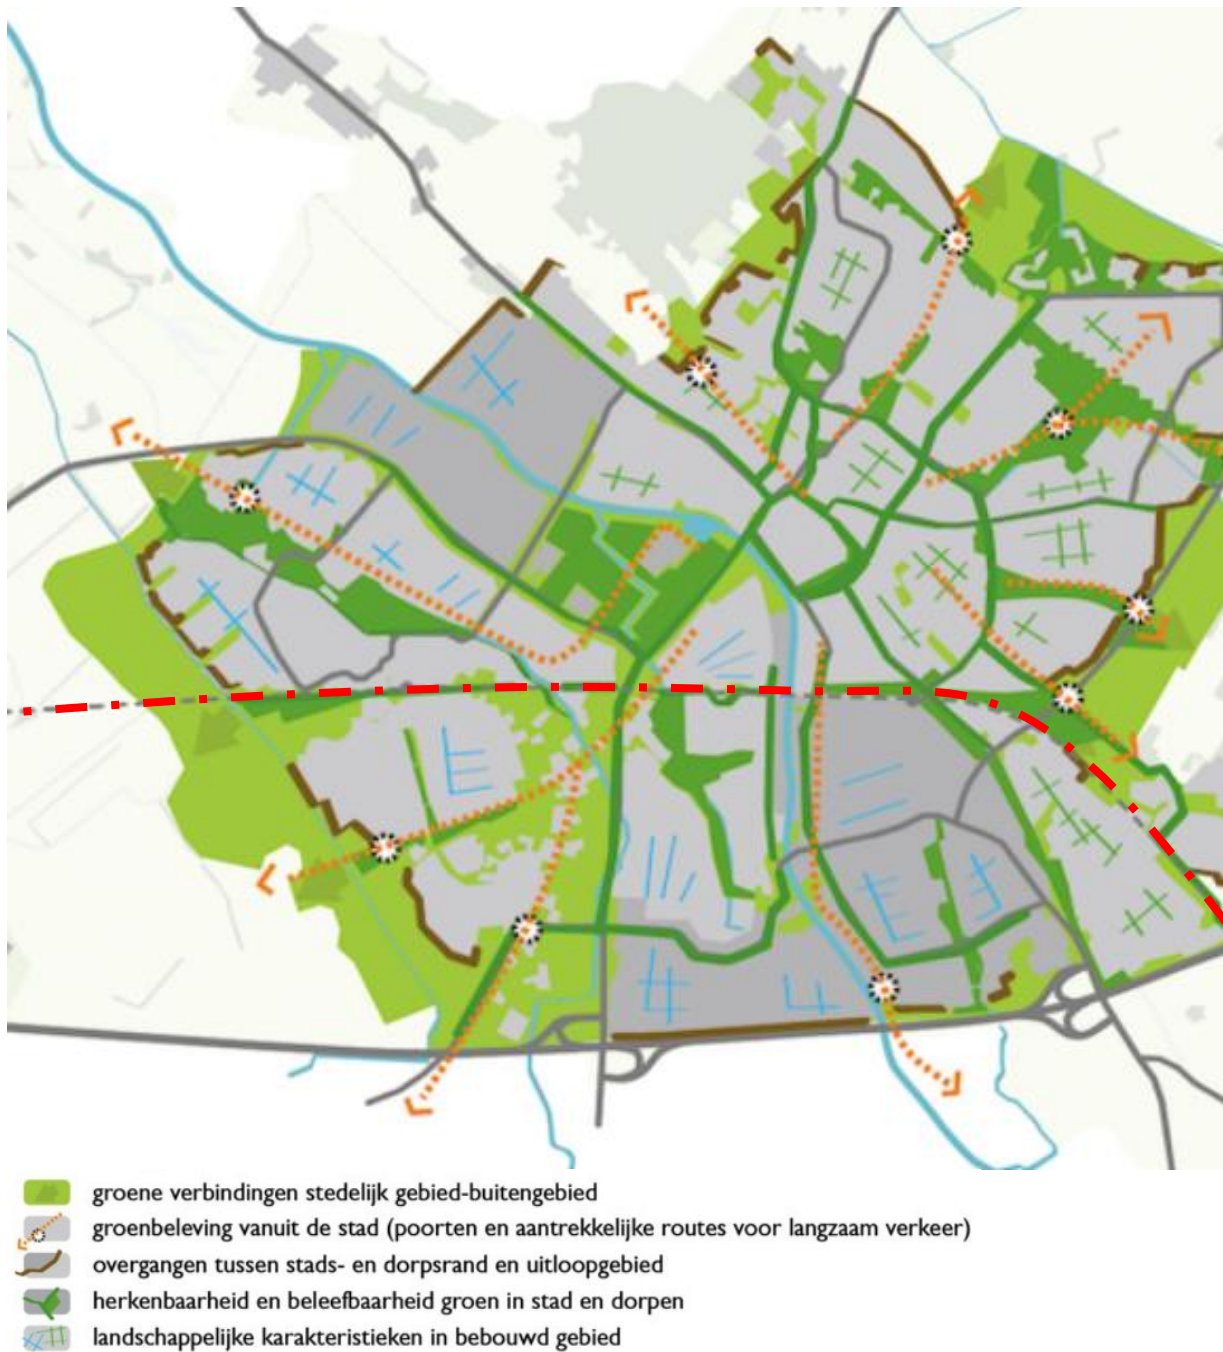 groene verbindingen stedelijk gebied-buitengebied
groenbeleving vanuit de stad (poorten en aantrekkelijke routes voor langzaam verkeer)
overgangen tussen stads- en dorpsrand en uitloopgebied
herkenbaarheid en beleefbaarheid groen in stad en dorpen
landschappelijke karakteristieken in bebouwd gebied